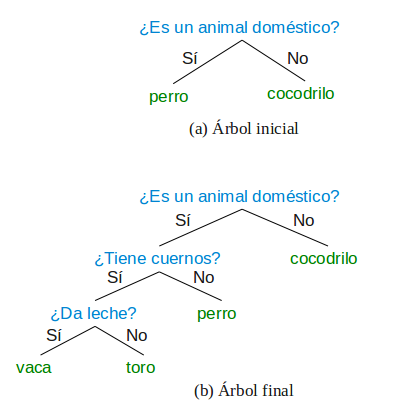 ¿Es un animal doméstico?
Sí No
perro cocodrilo
(a) Árbol inicial
¿Es un animal doméstico?
Sí No
¿Tiene cuernos? cocodrilo
Sí No
¿Da leche? perro
Sí No
vaca toro
(b) Árbol final